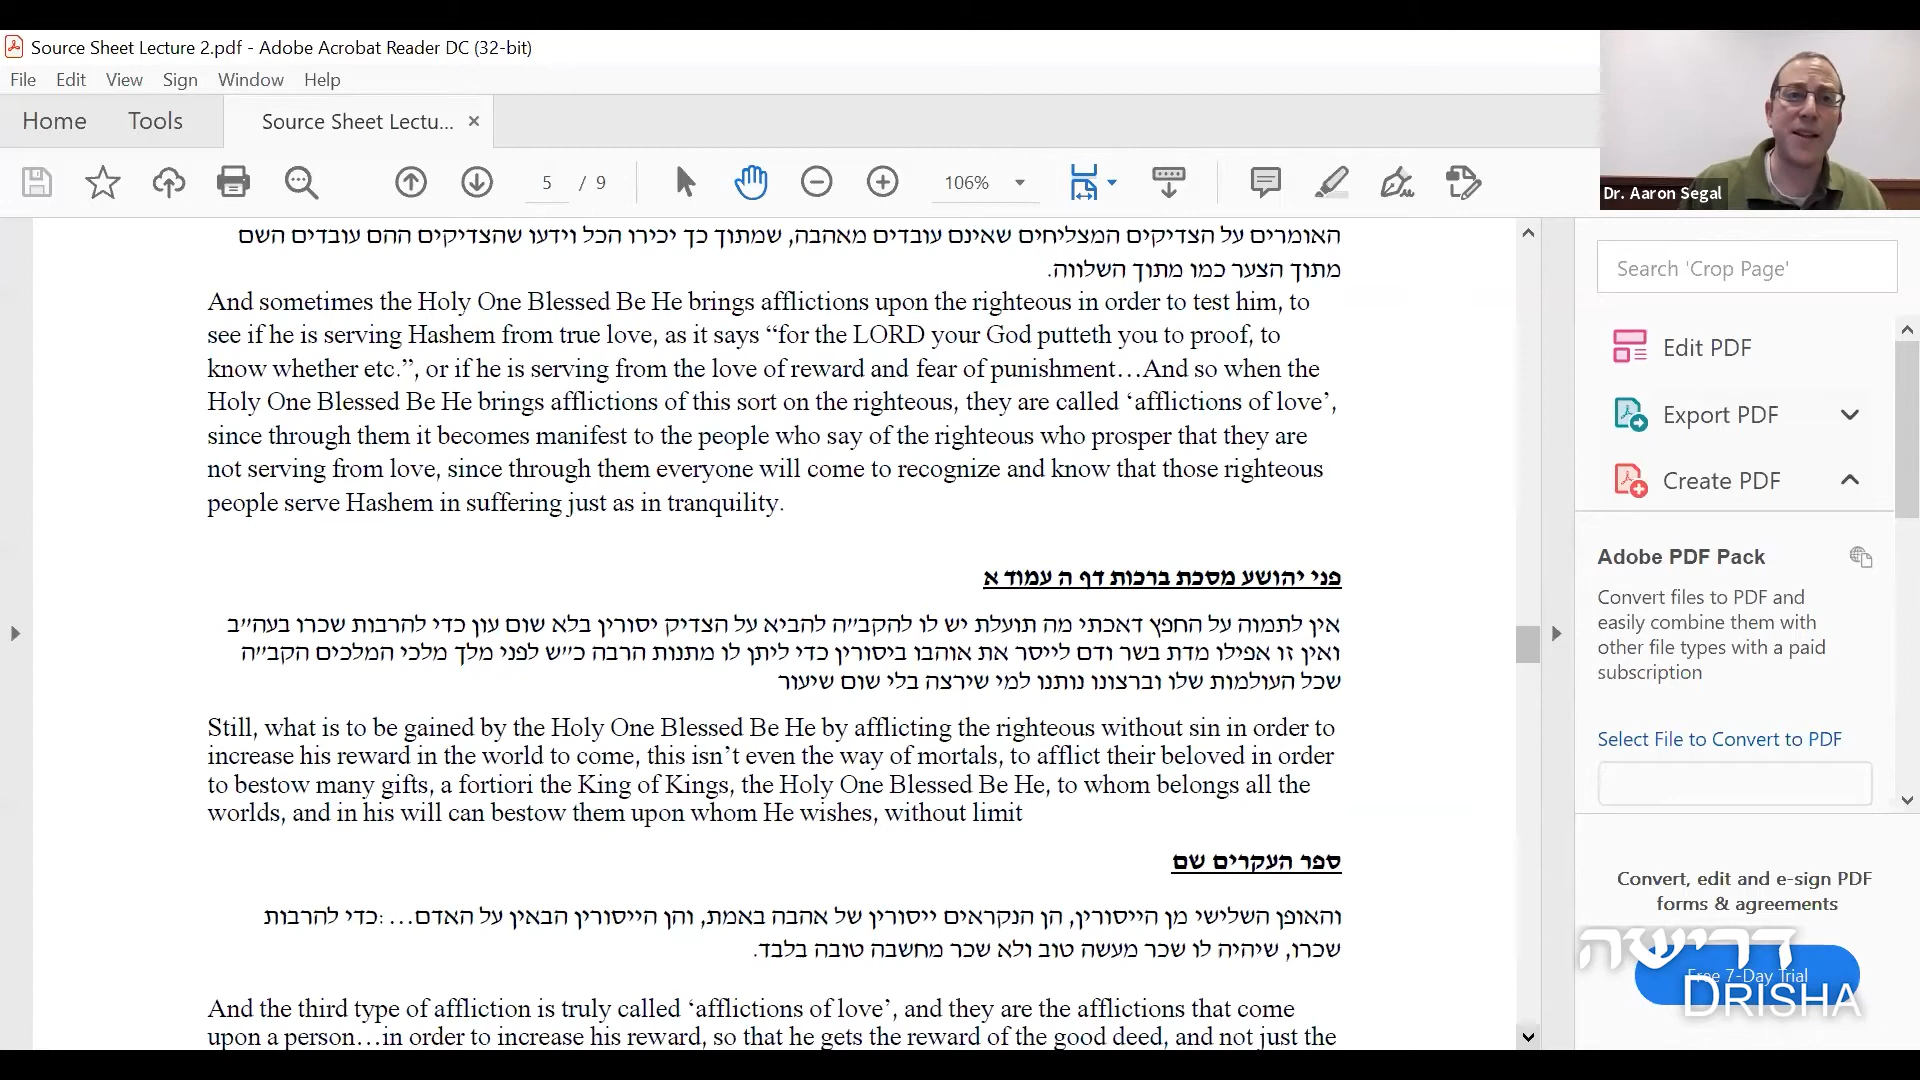 Source Sheet Lecture 2.pdf - Adobe Acrobat Reader DC (32-bit)
File Edit View Sign Window Help
Home Tools Source Sheet Lectu... ×
5 / 9 106%
Dr. Aaron Segal
האומרים על הצדיקים המצליחים שאינם עובדים מאהבה, שמתוך כך יכירו הכל וידעו שהצדיקים ההם עובדים השם
מתוך הצער כמו מתוך השלווה.
And sometimes the Holy One Blessed Be He brings afflictions upon the righteous in order to test him, to
see if he is serving Hashem from true love, as it says “for the LORD your God putteth you to proof, to
know whether etc.”, or if he is serving from the love of reward and fear of punishment…And so when the
Holy One Blessed Be He brings afflictions of this sort on the righteous, they are called ‘afflictions of love’,
since through them it becomes manifest to the people who say of the righteous who prosper that they are
not serving from love, since through them everyone will come to recognize and know that those righteous
people serve Hashem in suffering just as in tranquility.
פני יהושע מסכת ברכות דף ה עמוד א
אין לתמוה על החפץ דאכתי מה תועלת יש לו להקב״ה להביא על הצדיק יסורין בלא שום עון כדי להרבות שכרו בעה״ב
ואין זו אפילו מדת בשר ודם לייסר את אוהבו ביסורין כדי ליתן לו מתנות הרבה כ״ש לפני מלך מלכי המלכים הקב״ה
שכל העולמות שלו וברצונו נותנו למי שירצה בלי שום שיעור
Still, what is to be gained by the Holy One Blessed Be He by afflicting the righteous without sin in order to
increase his reward in the world to come, this isn’t even the way of mortals, to afflict their beloved in order
to bestow many gifts, a fortiori the King of Kings, the Holy One Blessed Be He, to whom belongs all the
worlds, and in his will can bestow them upon whom He wishes, without limit
ספר העקרים שם
והאופן השלישי מן הייסורין, הן הנקראים ייסורין של אהבה באמת, והן הייסורין הבאין על האדם…:כדי להרבות
שכרו, שיהיה לו שכר מעשה טוב ולא שכר מחשבה טובה בלבד.
And the third type of affliction is truly called ‘afflictions of love’, and they are the afflictions that come
upon a person…in order to increase his reward, so that he gets the reward of the good deed, and not just the
Search 'Crop Page'
Edit PDF
Export PDF
Create PDF
Adobe PDF Pack
Convert files to PDF and
easily combine them with
other file types with a paid
subscription
Select File to Convert to PDF
Convert, edit and e-sign PDF
forms & agreements
Free 7-Day Trial
דרישה
DRISHA